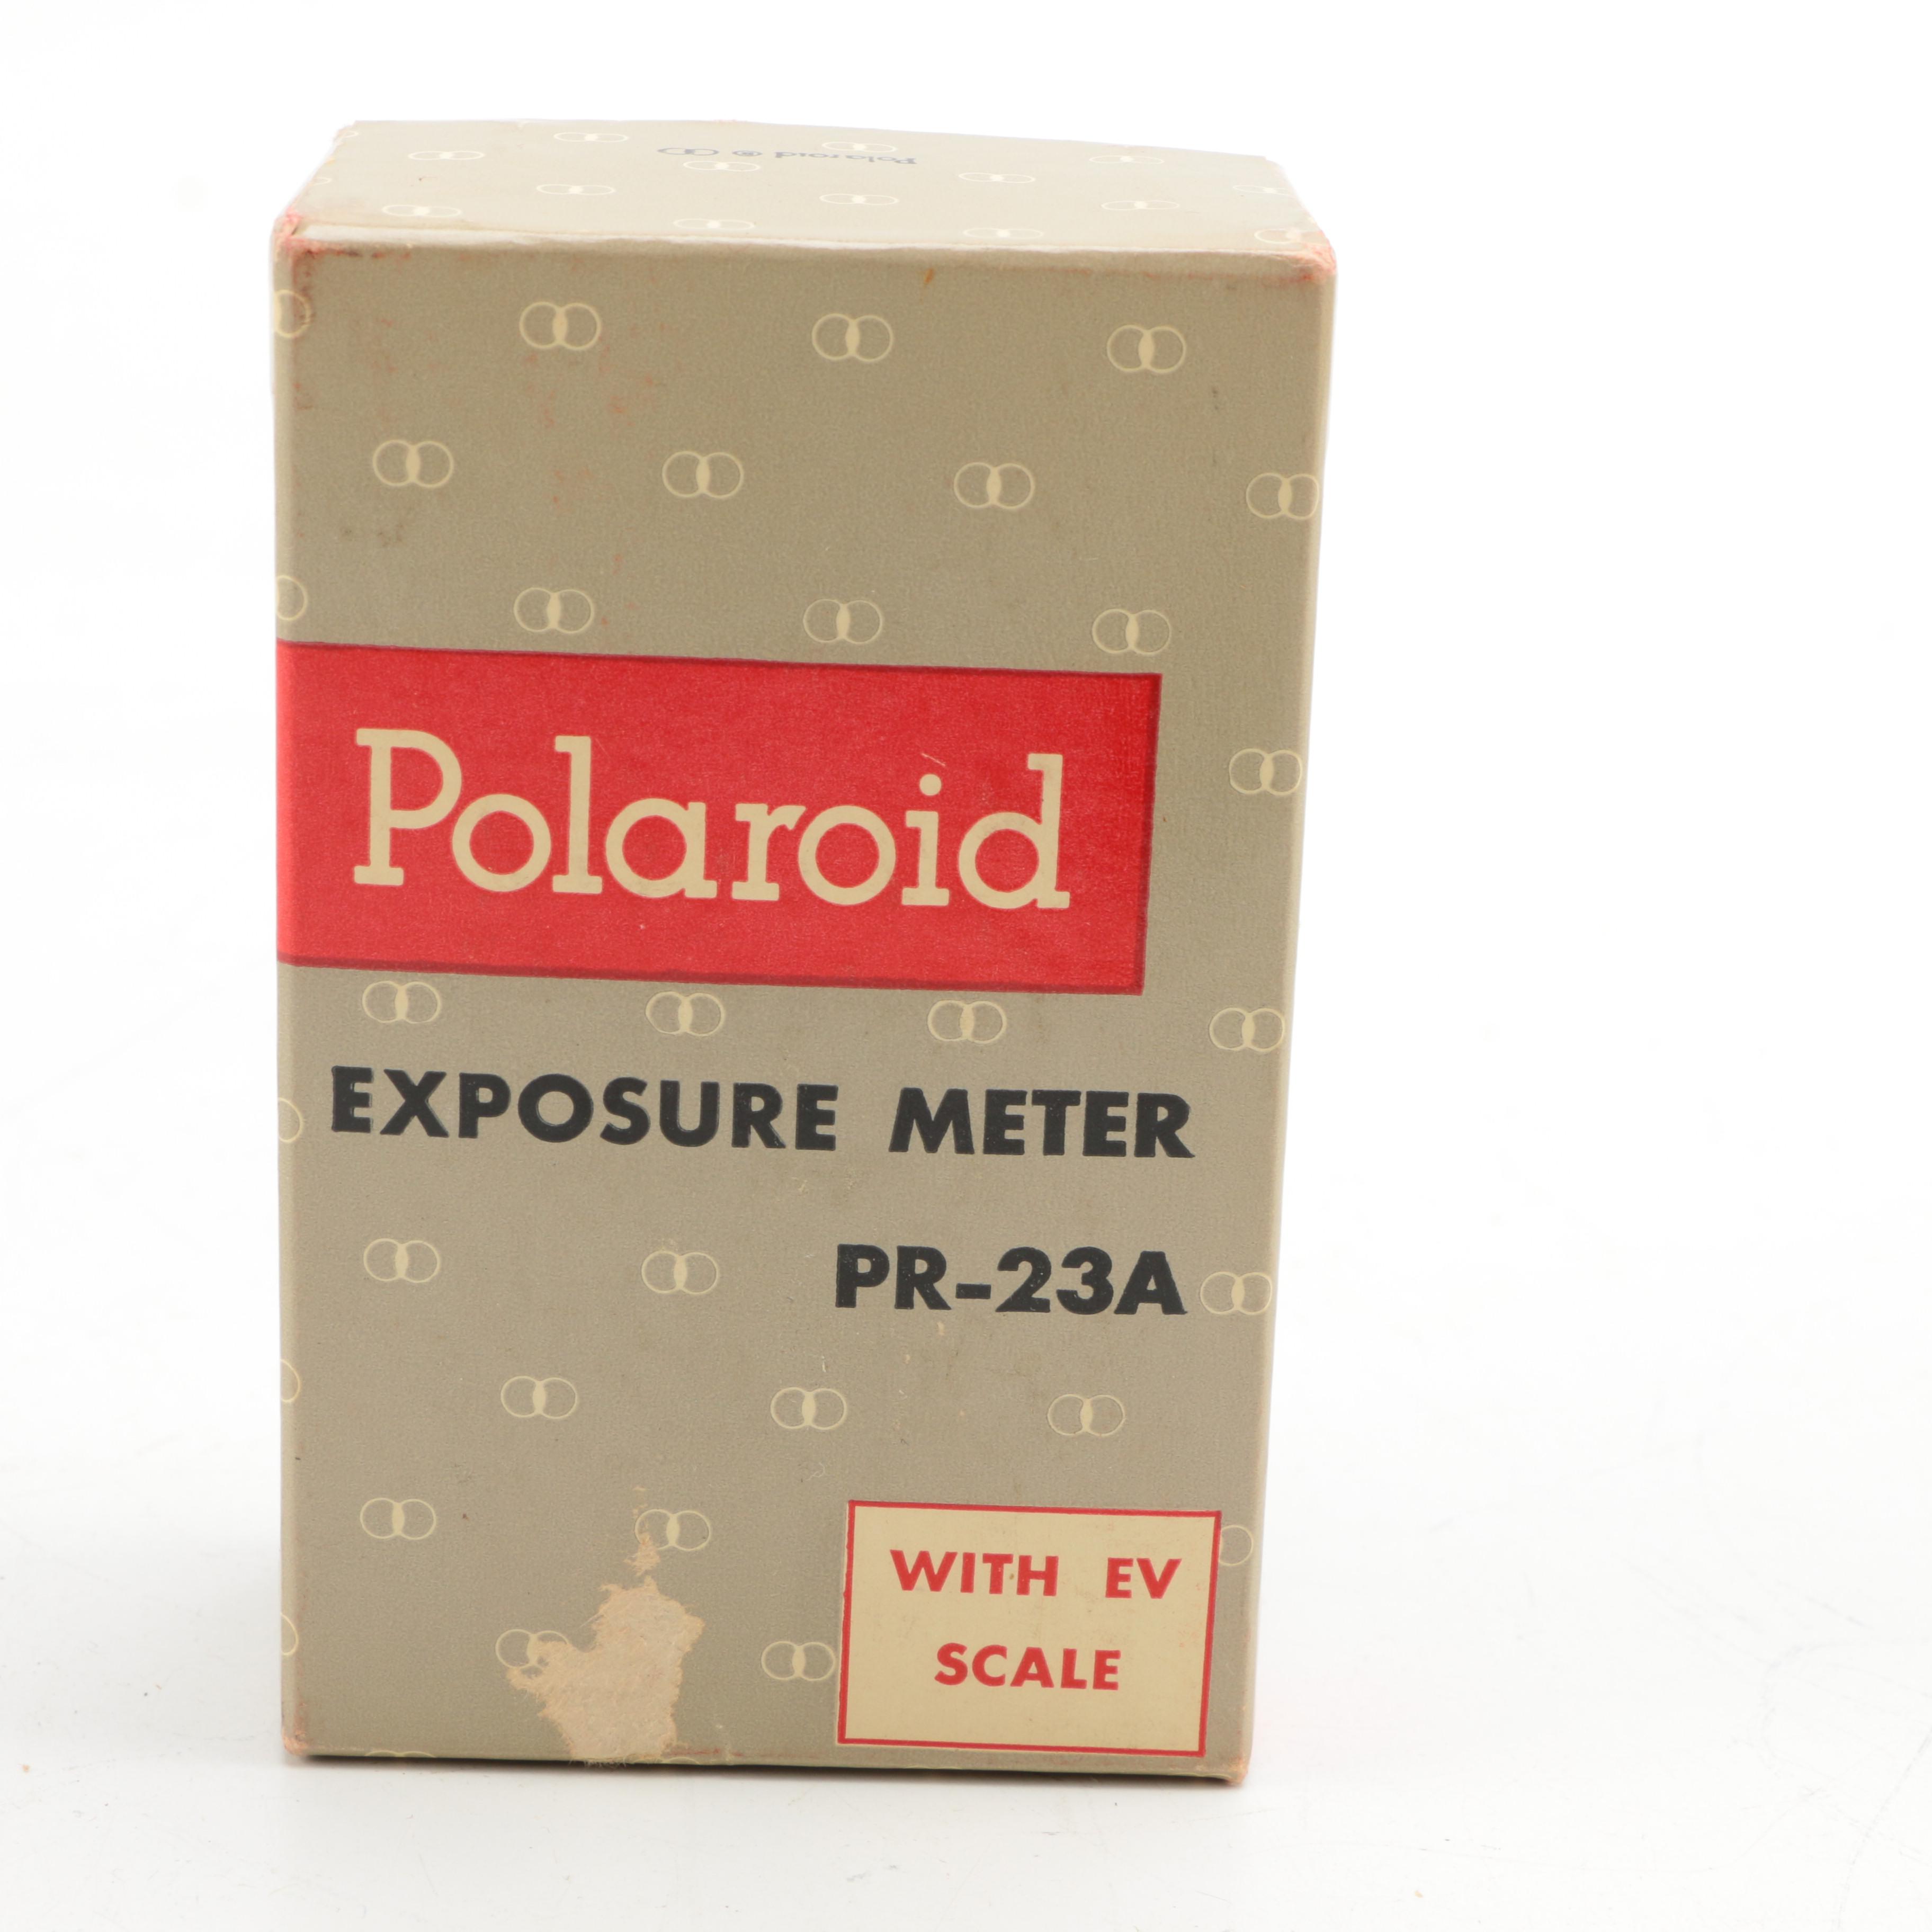 Polaroid ®
Polaroid
EXPOSURE METER
PR-23A
WITH EV
SCALE